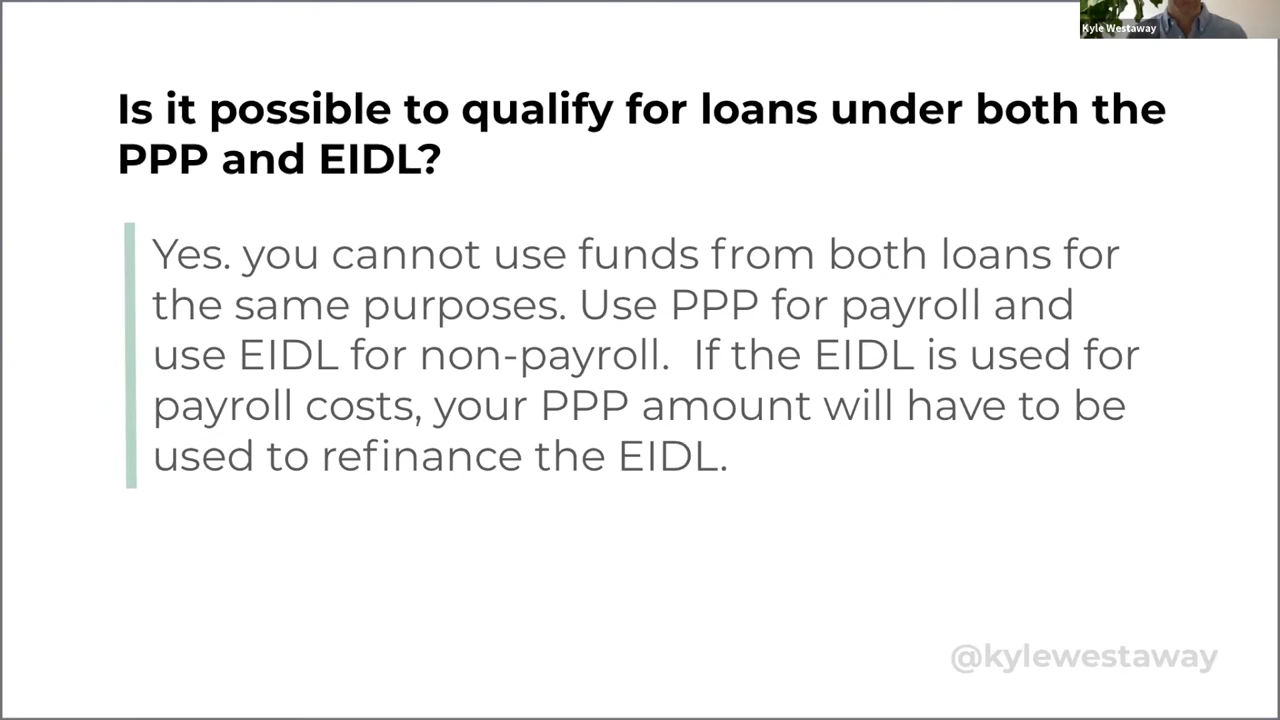 Kyle Westaway
Is it possible to qualify for loans under both the
PPP and EIDL?
Yes. you cannot use funds from both loans for
the same purposes. Use PPP for payroll and
use EIDL for non-payroll.  If the EIDL is used for
payroll costs, your PPP amount will have to be
used to refinance the EIDL.
@kylewestaway